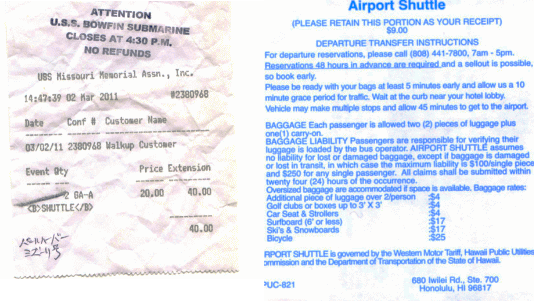 ATTENTION
U.S.S. BOWFIN SUBMARINE
CLOSES AT 4:30 P.M.
NO REFUNDS
UBS Missouri Memorial Assn., Inc.
14:47:39 02 Mar 2011 #2380968
Date Conf # Customer Name
03/02/11 2380968 Walkup Customer
Event Qty Price Extension
2 GA-A 20.00 40.00
<B>SHUTTLE</B>
40.00
ミズーリ号
Airport Shuttle
(PLEASE RETAIN THIS PORTION AS YOUR RECEIPT)
$9.00
DEPARTURE TRANSFER INSTRUCTIONS
For departure reservations, please call (808) 441-7800, 7am - 5pm.
Reservations 48 hours in advance are required and a sellout is possible,
so book early.
Please be ready with your bags at least 5 minutes early and allow us a 10
minute grace period for traffic. Wait at the curb near your hotel lobby.
Vehicle may make multiple stops and allow 45 minutes to get to the airport.
BAGGAGE Each passenger is allowed two (2) pieces of luggage plus
one(1) carry-on.
BAGGAGE LIABILITY Passengers are responsible for verifying their
luggage is loaded by the bus operator. AIRPORT SHUTTLE assumes
no liability for lost or damaged baggage, except if baggage is damaged
or lost in transit, in which case the maximum liability is $100/single piece
and $250 for any single passenger. All claims shall be submitted within
twenty four (24) hours of the occurrence.
Oversized baggage are accommodated if space is available. Baggage rates:
Additional piece of luggage over 2/person :$4
Golf clubs or boxes up to 3' X 3' :$4
Car Seat & Strollers :$4
Surfboard (6' or less) :$17
Ski's & Snowboards :$17
Bicycle :$25
RPORT SHUTTLE is governed by the Western Motor Tariff, Hawaii Public Utilities
ommission and the Department of Transportation of the State of Hawaii.
PUC-821 680 Iwilei Rd., Ste. 700
Honolulu, HI 96817